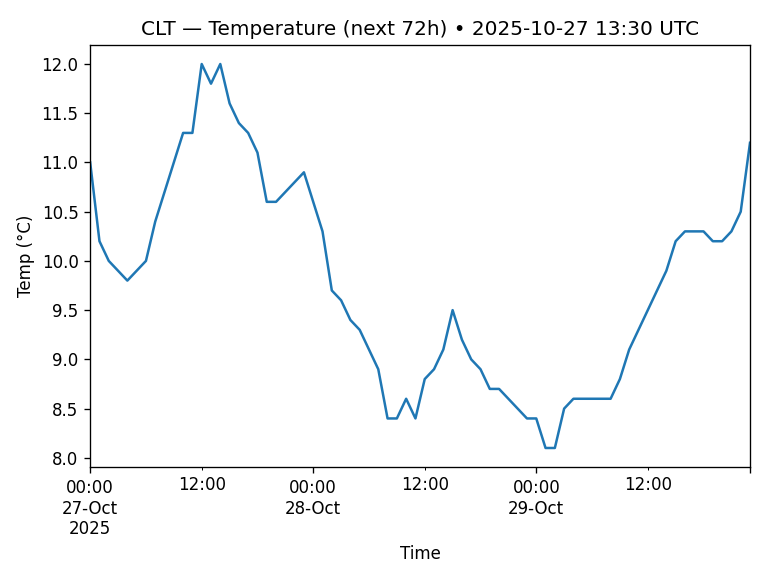 CLT — Temperature (next 72h) • 2025-10-27 13:30 UTC
Temp (°C)
12.0
11.5
11.0
10.5
10.0
9.5
9.0
8.5
8.0
00:00 12:00 00:00 12:00 00:00 12:00
27-Oct 28-Oct 29-Oct
2025
Time